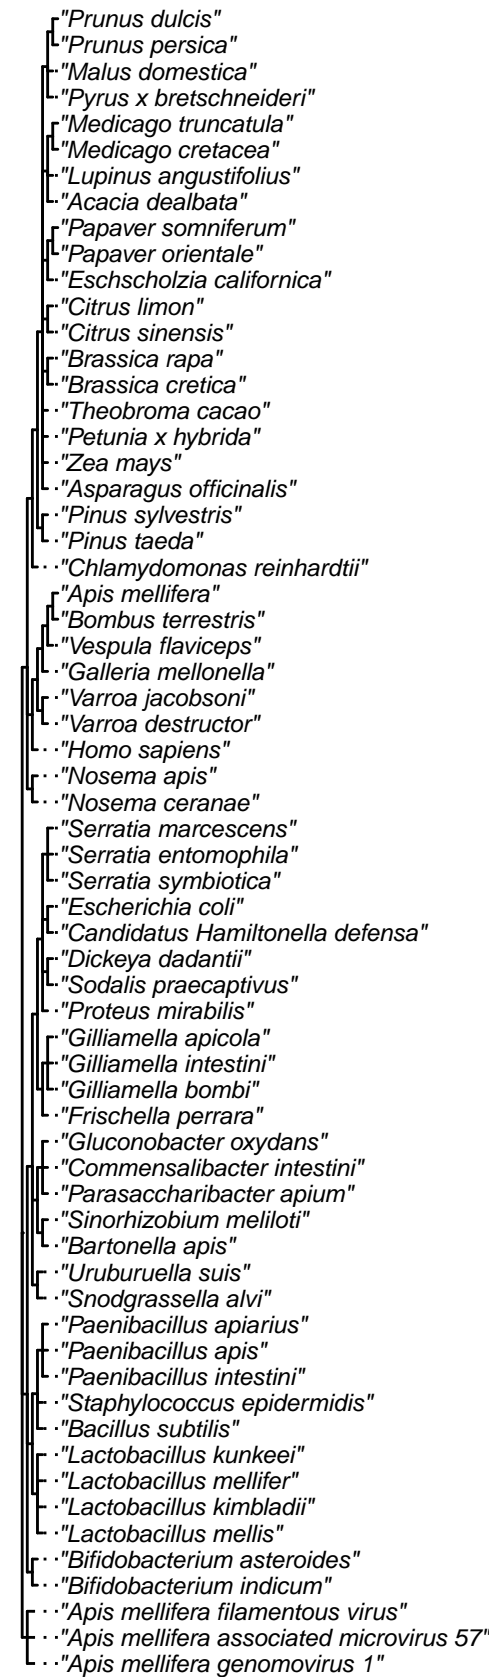 "Prunus dulcis"
"Prunus persica"
"Malus domestica"
"Pyrus x bretschneideri"
"Medicago truncatula"
"Medicago cretacea"
"Lupinus angustifolius"
"Acacia dealbata"
"Papaver somniferum"
"Papaver orientale"
"Eschscholzia californica"
"Citrus limon"
"Citrus sinensis"
"Brassica rapa"
"Brassica cretica"
"Theobroma cacao"
"Petunia x hybrida"
"Zea mays"
"Asparagus officinalis"
"Pinus sylvestris"
"Pinus taeda"
"Chlamydomonas reinhardtii"
"Apis mellifera"
"Bombus terrestris"
"Vespula flaviceps"
"Galleria mellonella"
"Varroa jacobsoni"
"Varroa destructor"
"Homo sapiens"
"Nosema apis"
"Nosema ceranae"
"Serratia marcescens"
"Serratia entomophila"
"Serratia symbiotica"
"Escherichia coli"
"Candidatus Hamiltonella defensa"
"Dickeya dadantii"
"Sodalis praecaptivus"
"Proteus mirabilis"
"Gilliamella apicola"
"Gilliamella intestini"
"Gilliamella bombi"
"Frischella perrara"
"Gluconobacter oxydans"
"Commensalibacter intestini"
"Parasaccharibacter apium"
"Sinorhizobium meliloti"
"Bartonella apis"
"Uruburuella suis"
"Snodgrassella alvi"
"Paenibacillus apiarius"
"Paenibacillus apis"
"Paenibacillus intestini"
"Staphylococcus epidermidis"
"Bacillus subtilis"
"Lactobacillus kunkeei"
"Lactobacillus mellifer"
"Lactobacillus kimbladii"
"Lactobacillus mellis"
"Bifidobacterium asteroides"
"Bifidobacterium indicum"
"Apis mellifera filamentous virus"
"Apis mellifera associated microvirus 57"
"Apis mellifera genomovirus 1"